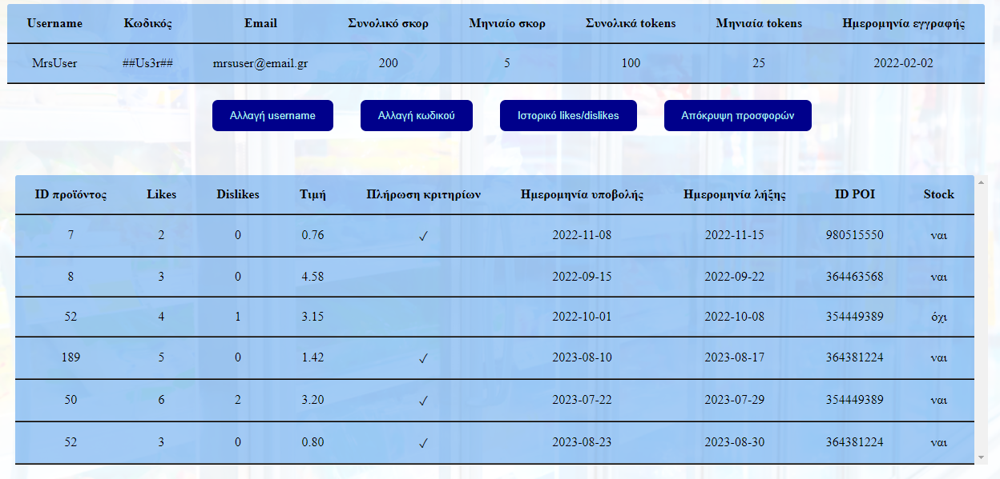 Username Κωδικός Email Συνολικό σκορ Μηνιαίο σκορ Συνολικά tokens Μηνιαία tokens Ημερομηνία εγγραφής
MrsUser ##Us3r## mrsuser@email.gr 200 5 100 25 2022-02-02
Αλλαγή username Αλλαγή κωδικού Ιστορικό likes/dislikes Απόκρυψη προσφορών
ID προϊόντος Likes Dislikes Τιμή Πλήρωση κριτηρίων Ημερομηνία υποβολής Ημερομηνία λήξης ID POI Stock
7 2 0 0.76 ✓ 2022-11-08 2022-11-15 980515550 ναι
8 3 0 4.58 2022-09-15 2022-09-22 364463568 ναι
52 4 1 3.15 2022-10-01 2022-10-08 354449389 όχι
189 5 0 1.42 ✓ 2023-08-10 2023-08-17 364381224 ναι
50 6 2 3.20 ✓ 2023-07-22 2023-07-29 354449389 ναι
52 3 0 0.80 ✓ 2023-08-23 2023-08-30 364381224 ναι